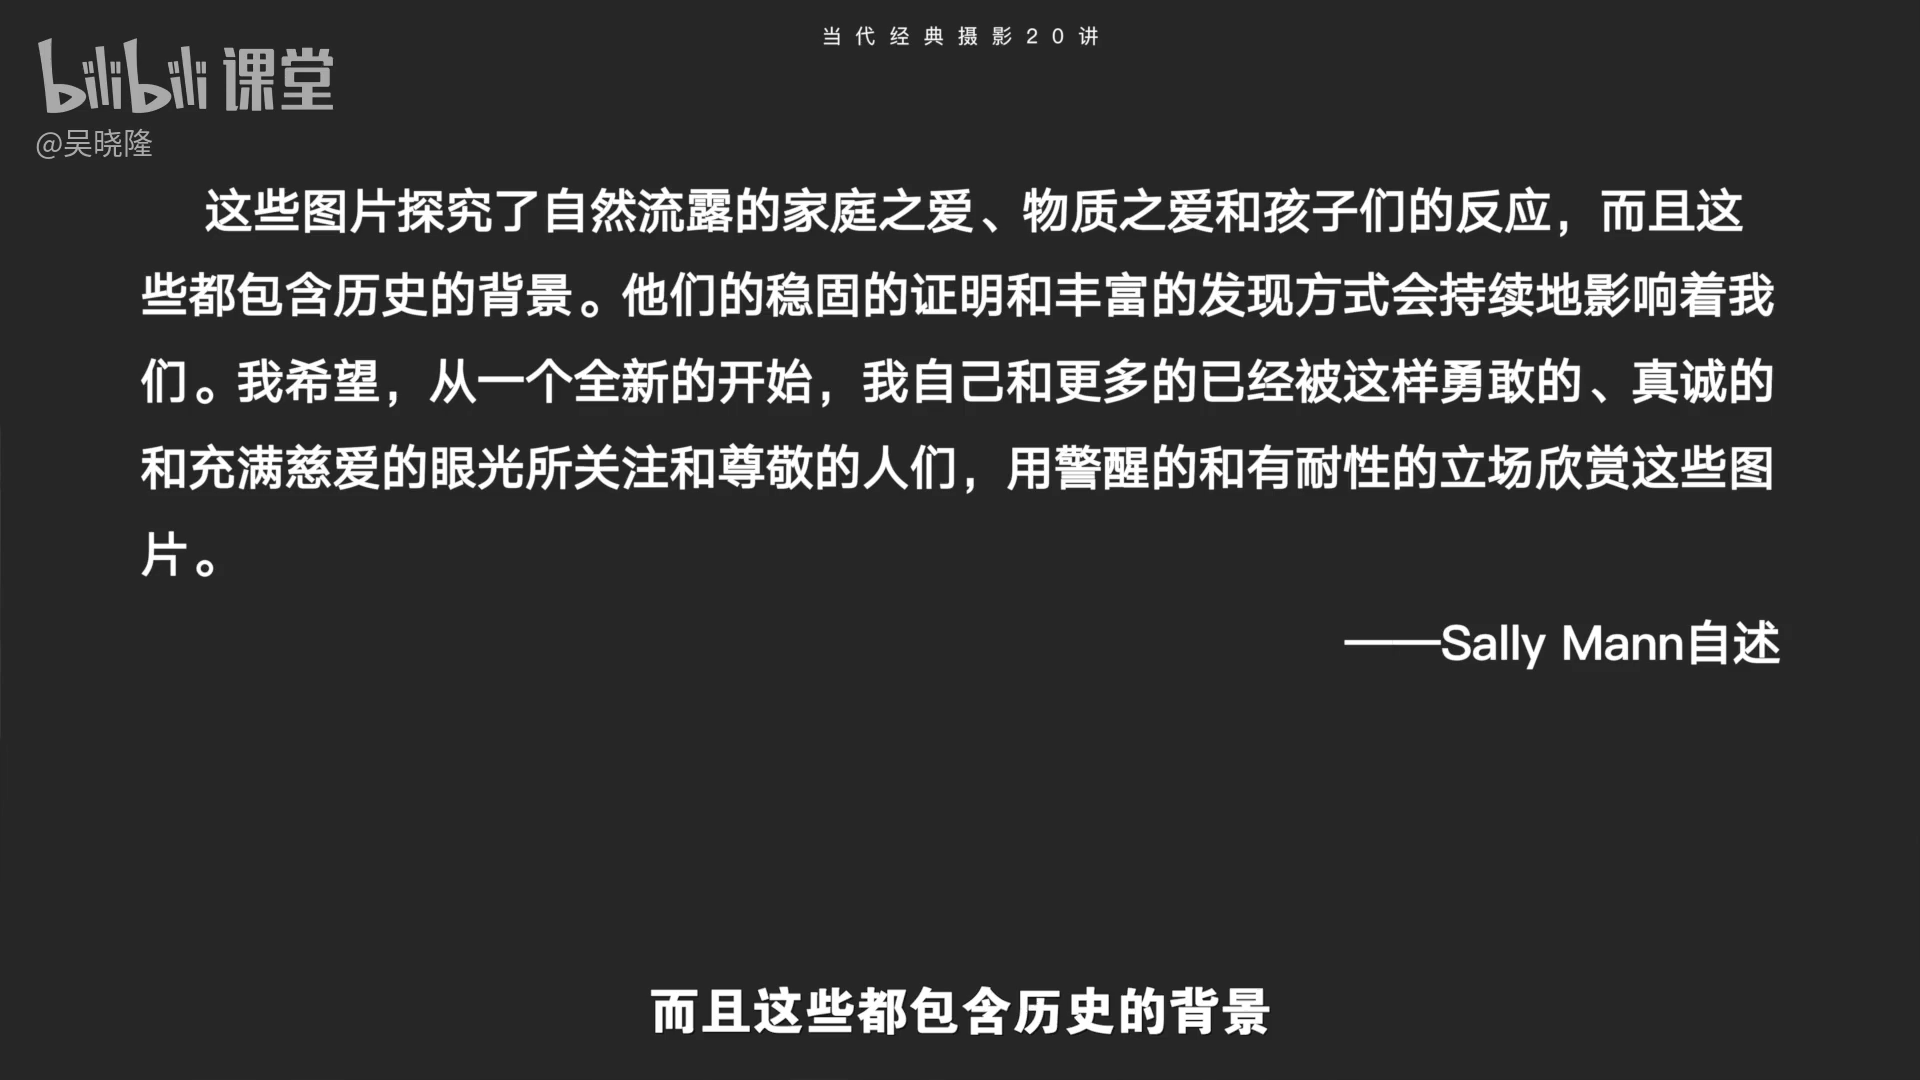 当代经典摄影20讲
bilibili课堂
@吴晓隆
这些图片探究了自然流露的家庭之爱、物质之爱和孩子们的反应，而且这
些都包含历史的背景。他们的稳固的证明和丰富的发现方式会持续地影响着我
们。我希望，从一个全新的开始，我自己和更多的已经被这样勇敢的、真诚的
和充满慈爱的眼光所关注和尊敬的人们，用警醒的和有耐性的立场欣赏这些图
片。
——Sally Mann自述
而且这些都包含历史的背景